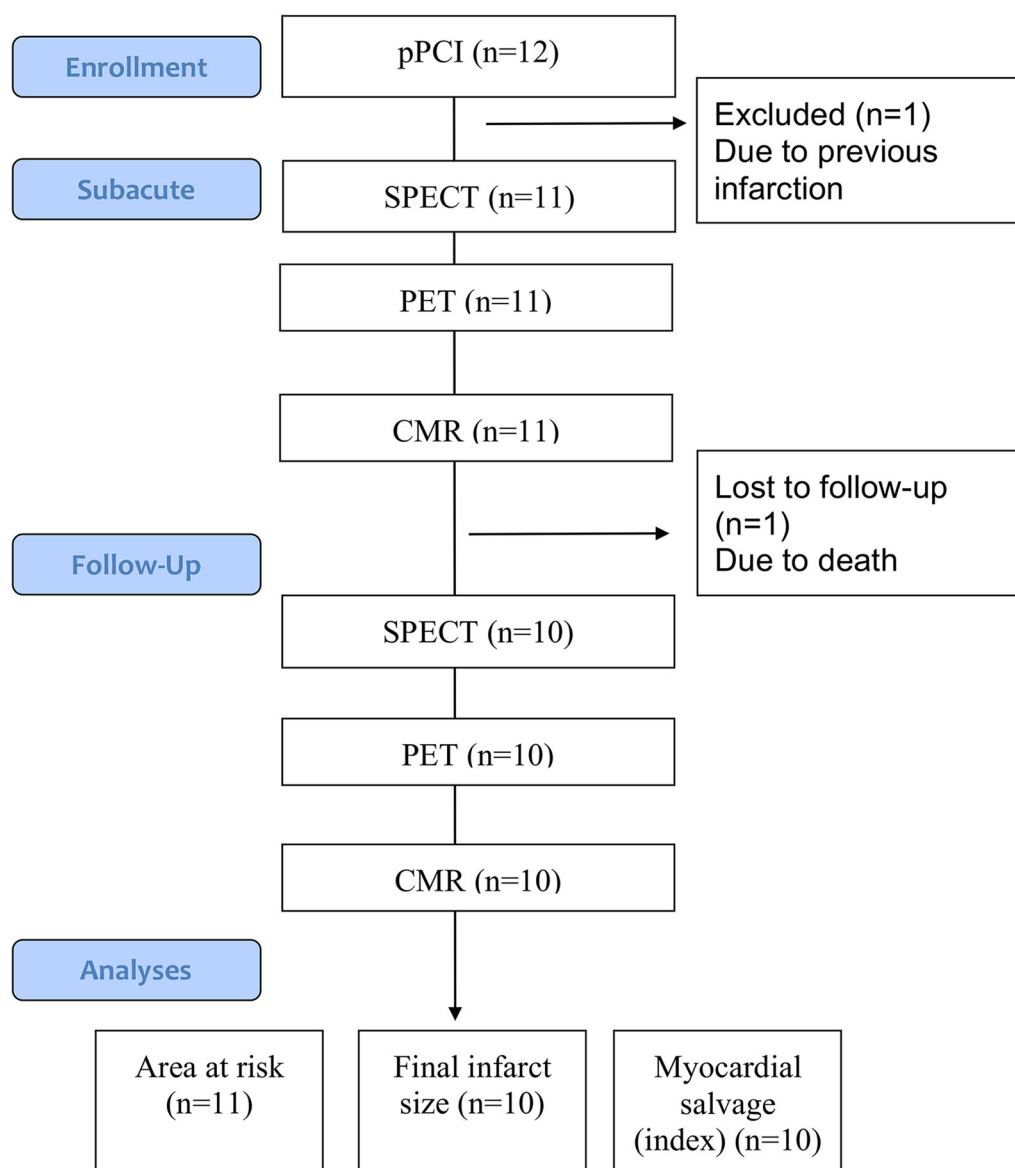 Enrollment
pPCI (n=12)
Excluded (n=1)
Due to previous
infarction
Subacute
SPECT (n=11)
PET (n=11)
CMR (n=11)
Lost to follow-up
(n=1)
Due to death
Follow-Up
SPECT (n=10)
PET (n=10)
CMR (n=10)
Analyses
Area at risk
(n=11)
Final infarct
size (n=10)
Myocardial
salvage
(index) (n=10)